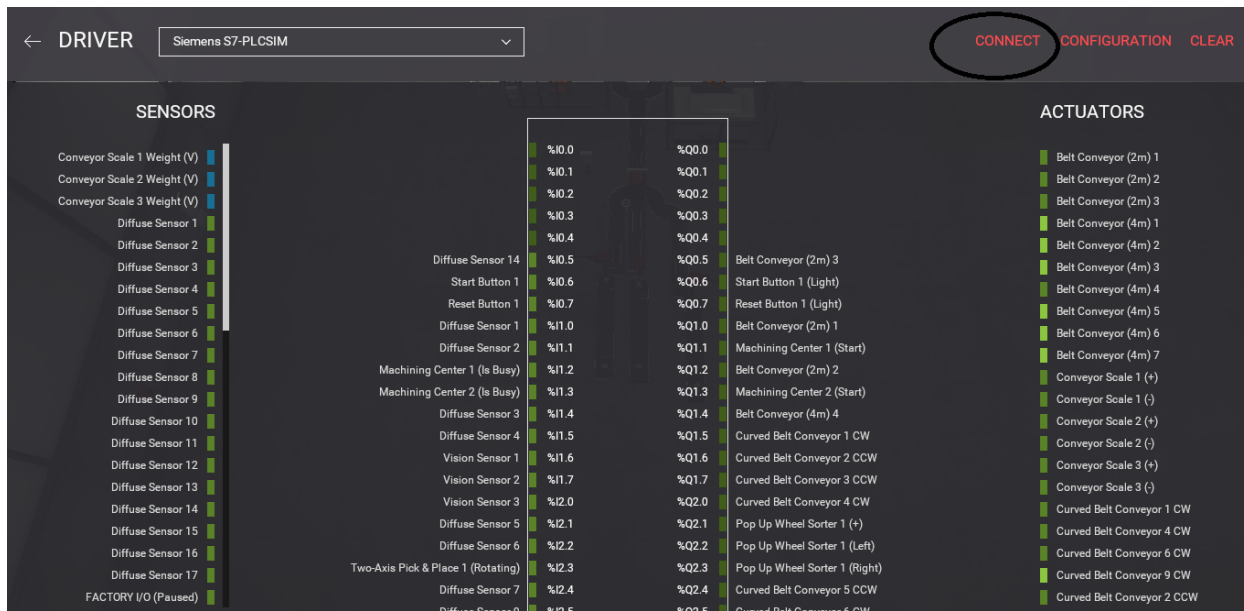 ← DRIVER Siemens S7-PLCSIM CONNECT CONFIGURATION CLEAR
SENSORS
Conveyor Scale 1 Weight (V)
Conveyor Scale 2 Weight (V)
Conveyor Scale 3 Weight (V)
Diffuse Sensor 1
Diffuse Sensor 2
Diffuse Sensor 3
Diffuse Sensor 4
Diffuse Sensor 5
Diffuse Sensor 6
Diffuse Sensor 7
Diffuse Sensor 8
Diffuse Sensor 9
Diffuse Sensor 10
Diffuse Sensor 11
Diffuse Sensor 12
Diffuse Sensor 13
Diffuse Sensor 14
Diffuse Sensor 15
Diffuse Sensor 16
Diffuse Sensor 17
FACTORY I/O (Paused)
%I0.0 %Q0.0
%I0.1 %Q0.1
%I0.2 %Q0.2
%I0.3 %Q0.3
%I0.4 %Q0.4
Diffuse Sensor 14 %I0.5 %Q0.5 Belt Conveyor (2m) 3
Start Button 1 %I0.6 %Q0.6 Start Button 1 (Light)
Reset Button 1 %I0.7 %Q0.7 Reset Button 1 (Light)
Diffuse Sensor 1 %I1.0 %Q1.0 Belt Conveyor (2m) 1
Diffuse Sensor 2 %I1.1 %Q1.1 Machining Center 1 (Start)
Machining Center 1 (Is Busy) %I1.2 %Q1.2 Belt Conveyor (2m) 2
Machining Center 2 (Is Busy) %I1.3 %Q1.3 Machining Center 2 (Start)
Diffuse Sensor 3 %I1.4 %Q1.4 Belt Conveyor (4m) 4
Diffuse Sensor 4 %I1.5 %Q1.5 Curved Belt Conveyor 1 CW
Vision Sensor 1 %I1.6 %Q1.6 Curved Belt Conveyor 2 CCW
Vision Sensor 2 %I1.7 %Q1.7 Curved Belt Conveyor 3 CCW
Vision Sensor 3 %I2.0 %Q2.0 Curved Belt Conveyor 4 CW
Diffuse Sensor 5 %I2.1 %Q2.1 Pop Up Wheel Sorter 1 (+)
Diffuse Sensor 6 %I2.2 %Q2.2 Pop Up Wheel Sorter 1 (Left)
Two-Axis Pick & Place 1 (Rotating) %I2.3 %Q2.3 Pop Up Wheel Sorter 1 (Right)
Diffuse Sensor 7 %I2.4 %Q2.4 Curved Belt Conveyor 5 CCW
ACTUATORS
Belt Conveyor (2m) 1
Belt Conveyor (2m) 2
Belt Conveyor (2m) 3
Belt Conveyor (4m) 1
Belt Conveyor (4m) 2
Belt Conveyor (4m) 3
Belt Conveyor (4m) 4
Belt Conveyor (4m) 5
Belt Conveyor (4m) 6
Belt Conveyor (4m) 7
Conveyor Scale 1 (+)
Conveyor Scale 1 (-)
Conveyor Scale 2 (+)
Conveyor Scale 2 (-)
Conveyor Scale 3 (+)
Conveyor Scale 3 (-)
Curved Belt Conveyor 1 CW
Curved Belt Conveyor 4 CW
Curved Belt Conveyor 6 CW
Curved Belt Conveyor 9 CW
Curved Belt Conveyor 2 CCW